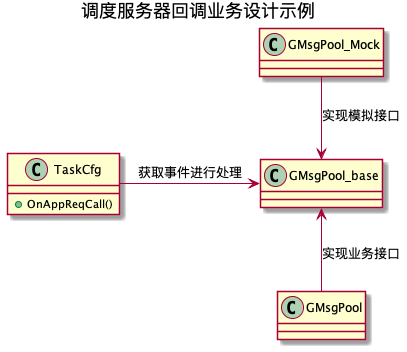 调度服务器回调业务设计示例
C GMsgPool_Mock
实现模拟接口
C TaskCfg
OnAppReqCall()
获取事件进行处理
C GMsgPool_base
实现业务接口
C GMsgPool